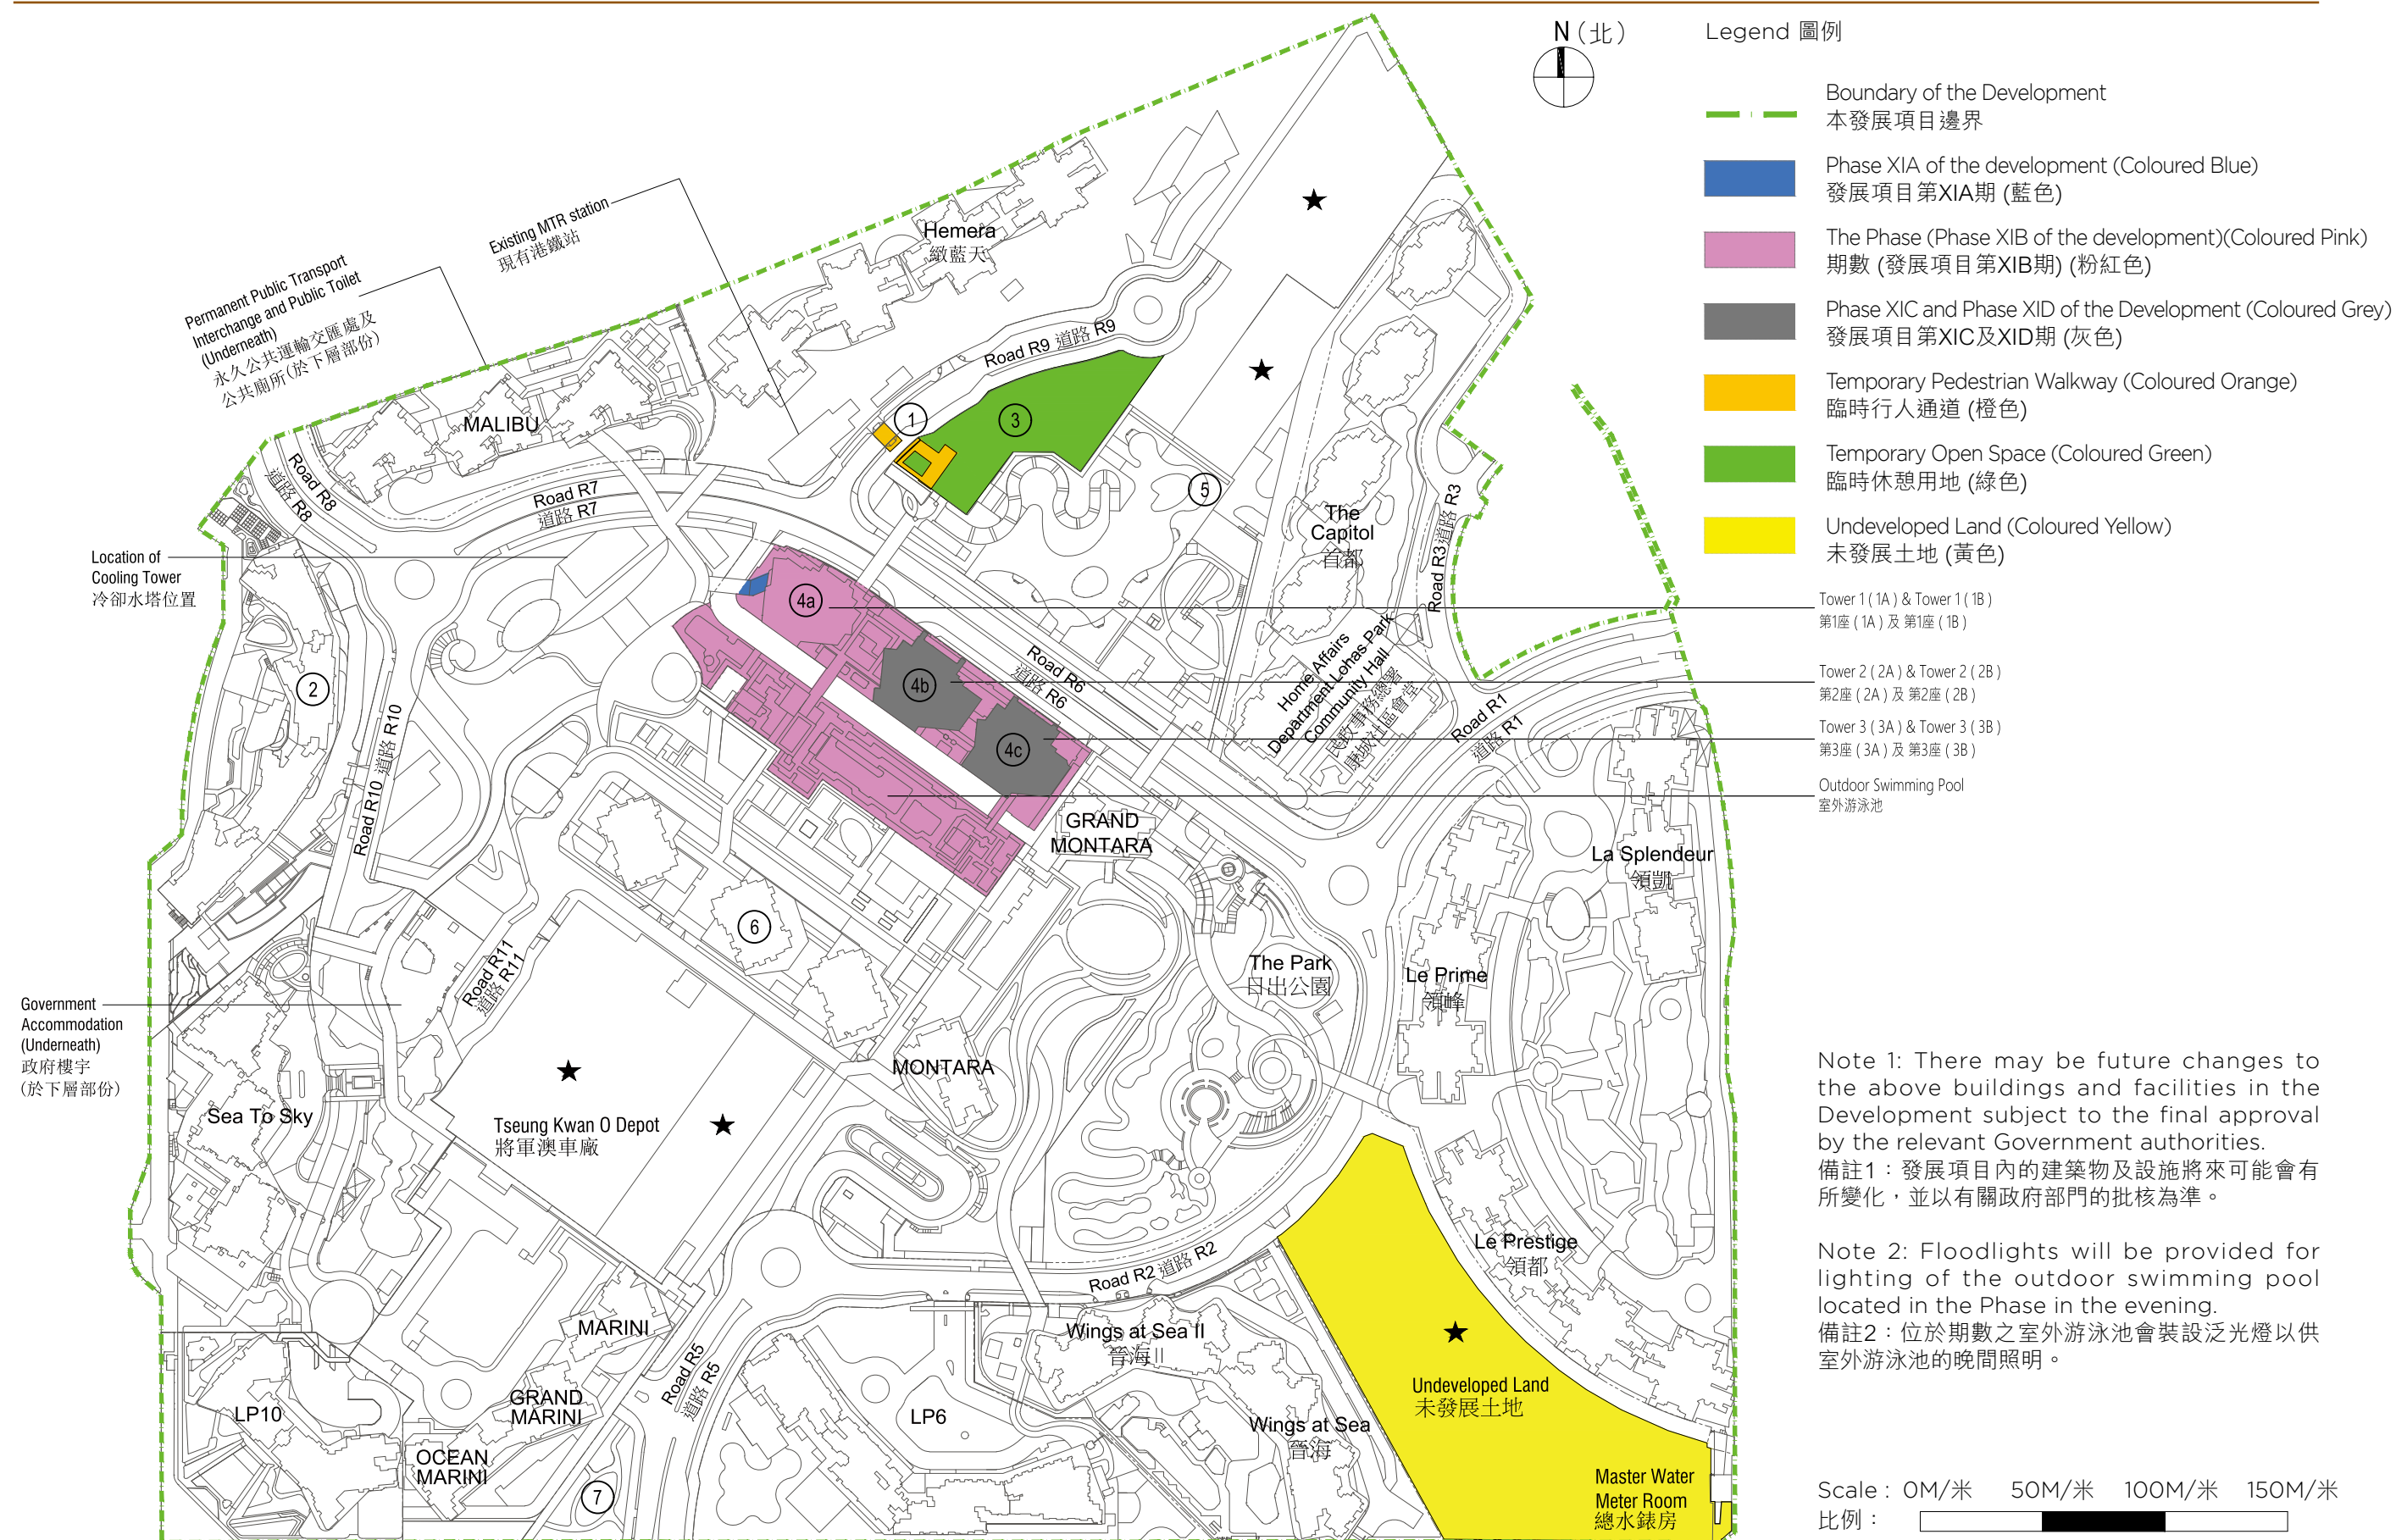 N (北)
Legend 圖例
Boundary of the Development
本發展項目邊界
Phase XIA of the development (Coloured Blue)
發展項目第XIA期 (藍色)
The Phase (Phase XIB of the development)(Coloured Pink)
期數 (發展項目第XIB期) (粉紅色)
Phase XIC and Phase XID of the Development (Coloured Grey)
發展項目第XIC及XID期 (灰色)
Temporary Pedestrian Walkway (Coloured Orange)
臨時行人通道 (橙色)
Temporary Open Space (Coloured Green)
臨時休憩用地 (綠色)
Undeveloped Land (Coloured Yellow)
未發展土地 (黃色)
Tower 1 ( 1A ) & Tower 1 ( 1B )
第1座 ( 1A ) 及 第1座 ( 1B )
Tower 2 ( 2A ) & Tower 2 ( 2B )
第2座 ( 2A ) 及 第2座 ( 2B )
Tower 3 ( 3A ) & Tower 3 ( 3B )
第3座 ( 3A ) 及 第3座 ( 3B )
Outdoor Swimming Pool
室外游泳池
Existing MTR station
現有港鐵站
Permanent Public Transport
Interchange and Public Toilet
(Underneath)
永久公共運輸交匯處及
公共廁所(於下層部份)
Hemera
緻藍天
Road R9 道路 R9
MALIBU
1
3
5
Road R8
道路 R8
Road R7
道路 R7
The
Capitol
首都
Road R3 道路 R3
Location of
Cooling Tower
冷卻水塔位置
4a
4b
4c
2
Road R6
道路 R6
Home Affairs
Department Lohas Park
Community Hall
民政事務總署
康城社區會堂
Road R1
道路 R1
Road R10 道路 R10
GRAND
MONTARA
La Splendeur
領凱
6
Road R11
道路 R11
The Park
日出公園
Le Prime
領峰
Government
Accommodation
(Underneath)
政府樓宇
(於下層部份)
MONTARA
Sea To Sky
Tseung Kwan O Depot
將軍澳車廠
Le Prestige
領都
Road R2 道路 R2
MARINI
Wings at Sea II
晉海II
Road R5
道路 R5
GRAND
MARINI
LP10
LP6
Undeveloped Land
未發展土地
Wings at Sea
晉海
OCEAN
MARINI
7
Master Water
Meter Room
總水錶房
Note 1: There may be future changes to
the above buildings and facilities in the
Development subject to the final approval
by the relevant Government authorities.
備註1：發展項目內的建築物及設施將來可能會有
所變化，並以有關政府部門的批核為準。
Note 2: Floodlights will be provided for
lighting of the outdoor swimming pool
located in the Phase in the evening.
備註2：位於期數之室外游泳池會裝設泛光燈以供
室外游泳池的晚間照明。
Scale : 0M/米 50M/米 100M/米 150M/米
比例：